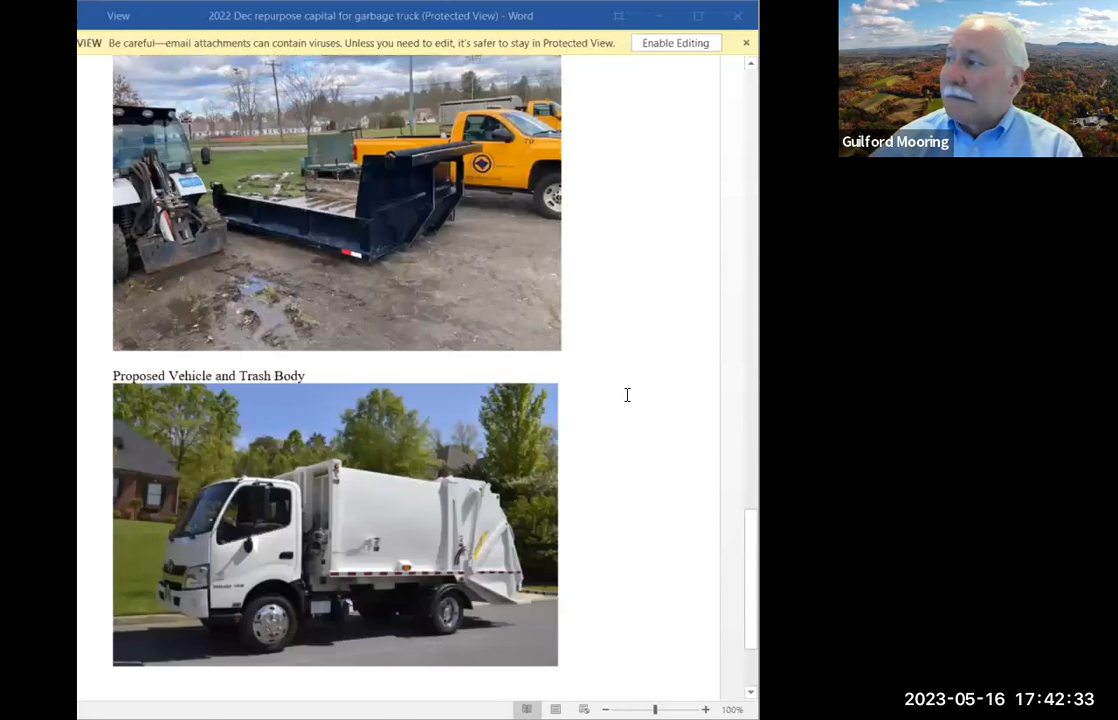 View
2022 Dec repurpose capital for garbage truck (Protected View) - Word
VIEW Be careful—email attachments can contain viruses. Unless you need to edit, it's safer to stay in Protected View.
Enable Editing
Guilford Mooring
Proposed Vehicle and Trash Body
100%
2023-05-16 17:42:33